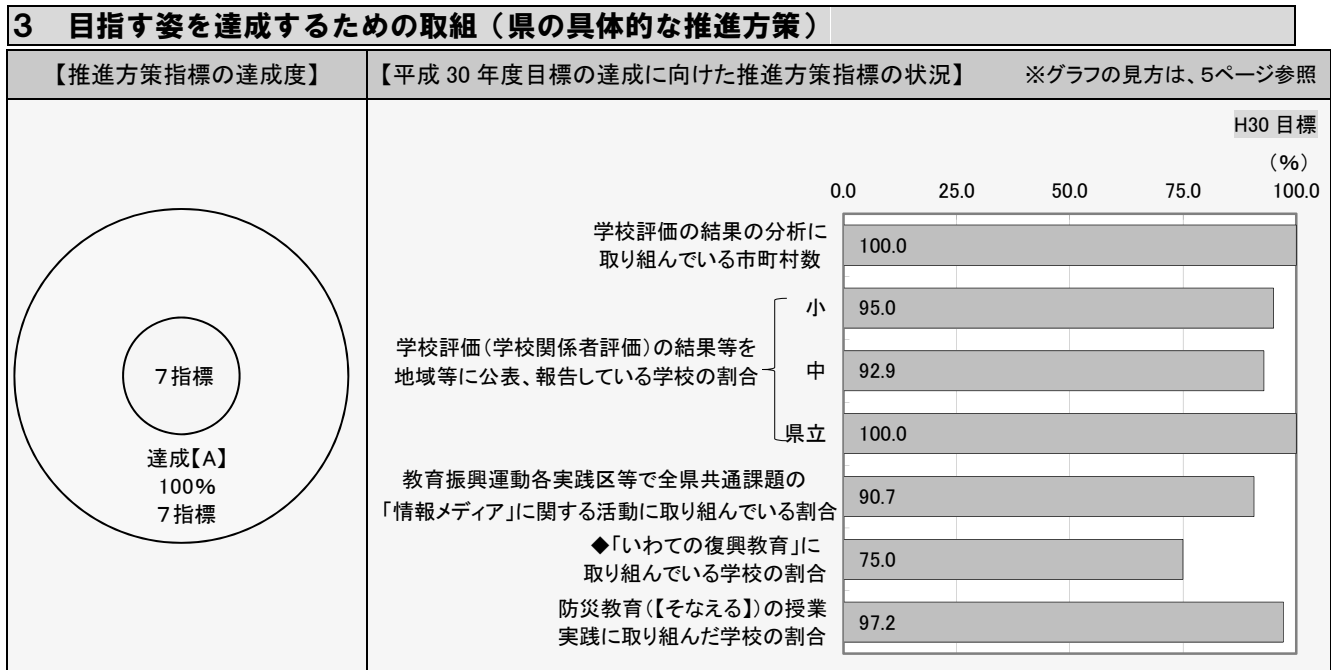 ３　目指す姿を達成するための取組（県の具体的な推進方策）
【推進方策指標の達成度】
【平成 30 年度目標の達成に向けた推進方策指標の状況】　※グラフの見方は、５ページ参照
７指標
達成【A】
100%
７指標
H30 目標
（%）
0.0 25.0 50.0 75.0 100.0
学校評価の結果の分析に
取り組んでいる市町村数
100.0
学校評価(学校関係者評価)の結果等を
地域等に公表、報告している学校の割合
小
95.0
中
92.9
県立
100.0
教育振興運動各実践区等で全県共通課題の
「情報メディア」に関する活動に取り組んでいる割合
90.7
◆「いわての復興教育」に
取り組んでいる学校の割合
75.0
防災教育(【そなえる】)の授業
実践に取り組んだ学校の割合
97.2